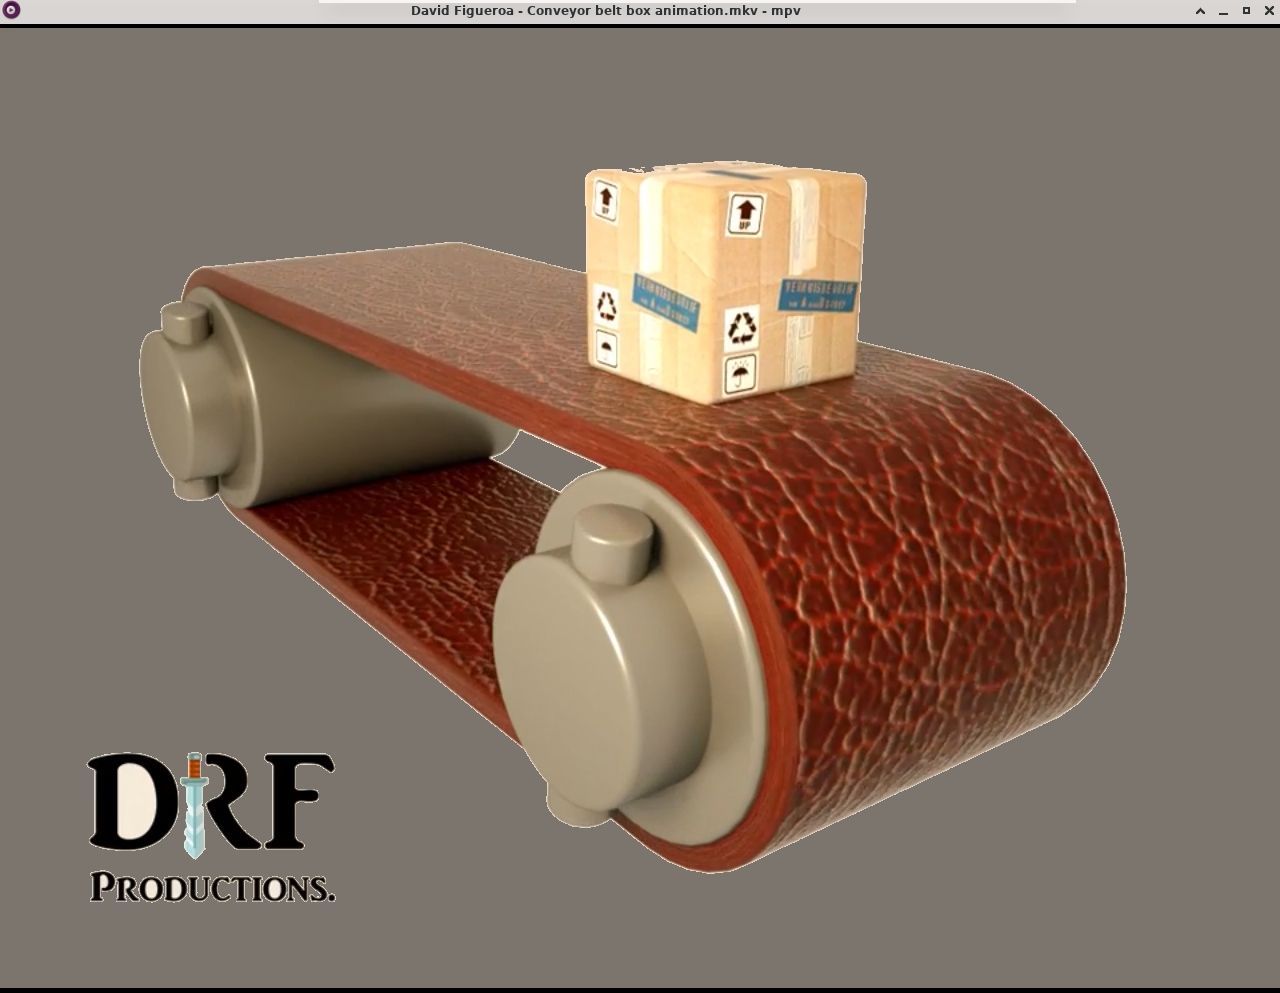 David Figueroa - Conveyor belt box animation.mkv - mpv
UP
UP
DRF
PRODUCTIONS.